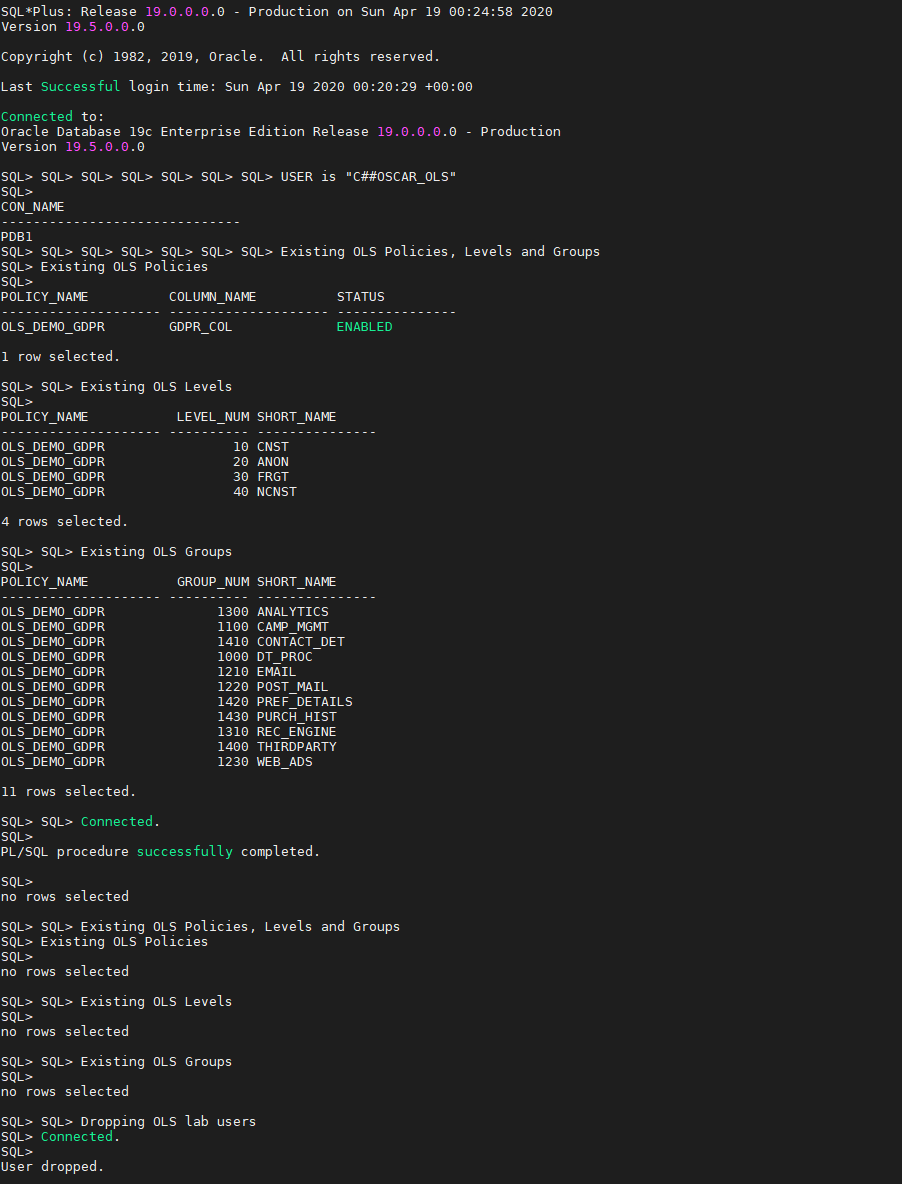 SQL*Plus: Release 19.0.0.0.0 - Production on Sun Apr 19 00:24:58 2020
Version 19.5.0.0.0
Copyright (c) 1982, 2019, Oracle.  All rights reserved.
Last Successful login time: Sun Apr 19 2020 00:20:29 +00:00
Connected to:
Oracle Database 19c Enterprise Edition Release 19.0.0.0.0 - Production
Version 19.5.0.0.0
SQL> SQL> SQL> SQL> SQL> SQL> SQL> USER is "C##OSCAR_OLS"
SQL>
CON_NAME
------------------------------
PDB1
SQL> SQL> SQL> SQL> SQL> SQL> SQL> Existing OLS Policies, Levels and Groups
SQL> Existing OLS Policies
SQL>
POLICY_NAME          COLUMN_NAME          STATUS
-------------------- -------------------- ---------------
OLS_DEMO_GDPR        GDPR_COL             ENABLED
1 row selected.
SQL> SQL> Existing OLS Levels
SQL>
POLICY_NAME           LEVEL_NUM SHORT_NAME
-------------------- ---------- ---------------
OLS_DEMO_GDPR                10 CNST
OLS_DEMO_GDPR                20 ANON
OLS_DEMO_GDPR                30 FRGT
OLS_DEMO_GDPR                40 NCNST
4 rows selected.
SQL> SQL> Existing OLS Groups
SQL>
POLICY_NAME           GROUP_NUM SHORT_NAME
-------------------- ---------- ---------------
OLS_DEMO_GDPR              1300 ANALYTICS
OLS_DEMO_GDPR              1100 CAMP_MGMT
OLS_DEMO_GDPR              1410 CONTACT_DET
OLS_DEMO_GDPR              1000 DT_PROC
OLS_DEMO_GDPR              1210 EMAIL
OLS_DEMO_GDPR              1220 POST_MAIL
OLS_DEMO_GDPR              1420 PREF_DETAILS
OLS_DEMO_GDPR              1430 PURCH_HIST
OLS_DEMO_GDPR              1310 REC_ENGINE
OLS_DEMO_GDPR              1400 THIRDPARTY
OLS_DEMO_GDPR              1230 WEB_ADS
11 rows selected.
SQL> SQL> Connected.
SQL>
PL/SQL procedure successfully completed.
SQL>
no rows selected
SQL> SQL> Existing OLS Policies, Levels and Groups
SQL> Existing OLS Policies
SQL>
no rows selected
SQL> SQL> Existing OLS Levels
SQL>
no rows selected
SQL> SQL> Existing OLS Groups
SQL>
no rows selected
SQL> SQL> Dropping OLS lab users
SQL> Connected.
SQL>
User dropped.